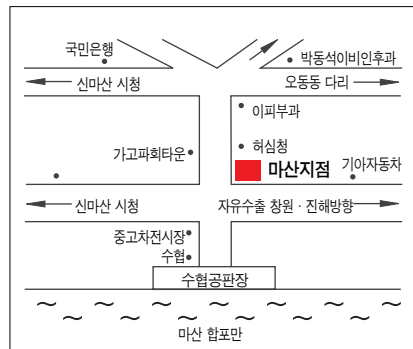 국민은행
박동석이비인후과
신마산 시청
오동동 다리
이피부과
가고파회타운
허심청
마산지점
기아자동차
신마산 시청
자유수출 창원·진해방향
중고차전시장
수협
수협공판장
마산 합포만